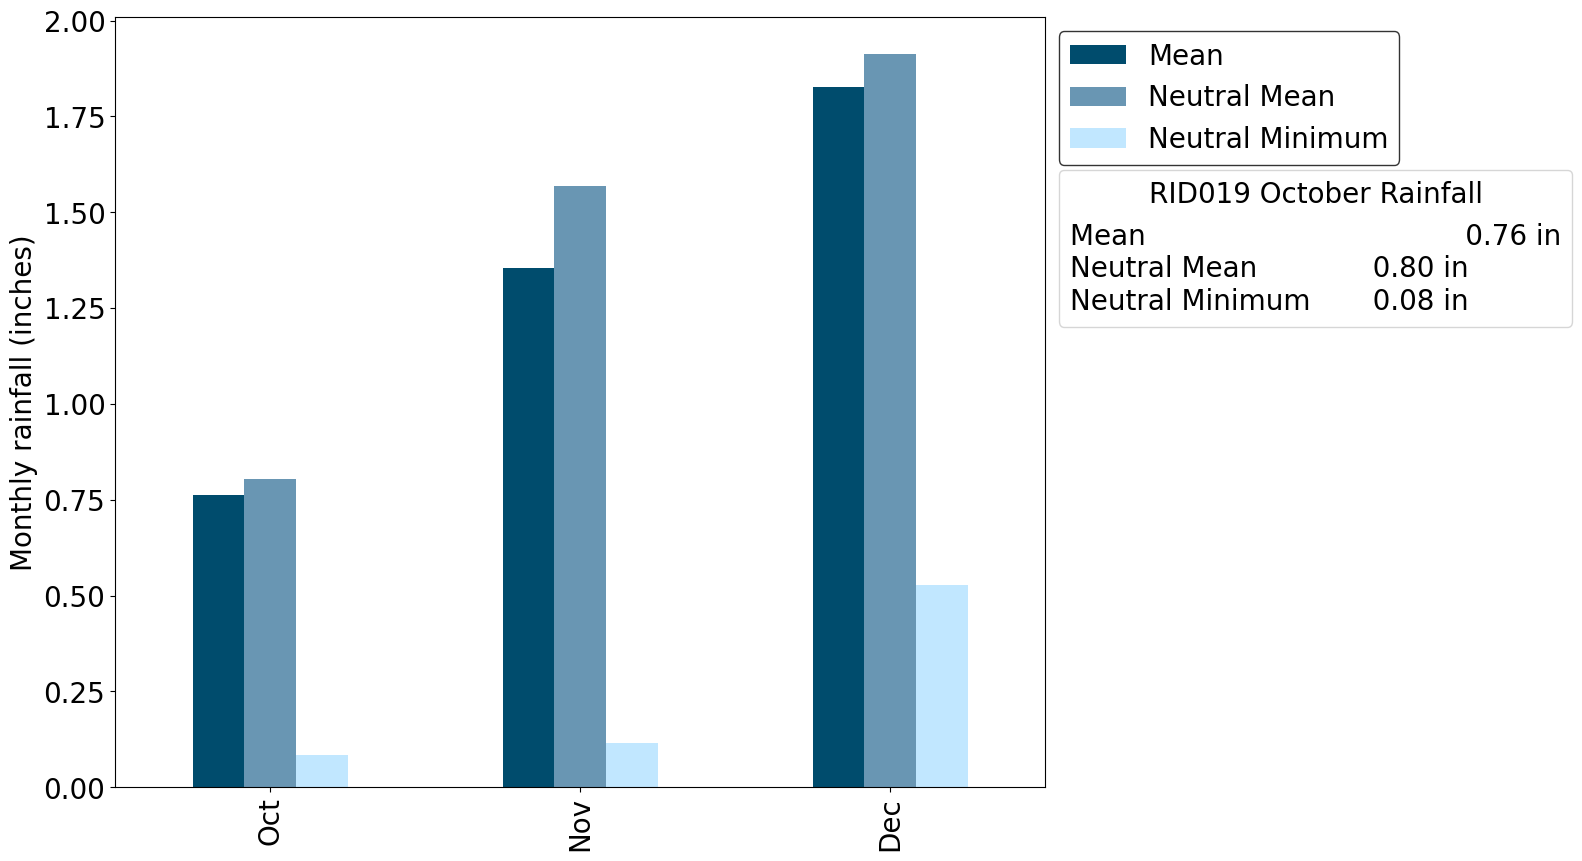 2.00
1.75
1.50
1.25
1.00
0.75
0.50
0.25
0.00
Monthly rainfall (inches)
Oct
Nov
Dec
Mean
Neutral Mean
Neutral Minimum
RID019 October Rainfall
Mean 0.76 in
Neutral Mean 0.80 in
Neutral Minimum 0.08 in